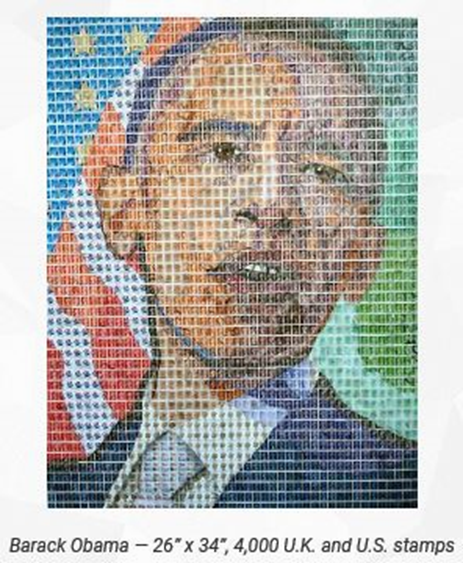 Barack Obama – 26” x 34”, 4,000 U.K. and U.S. stamps